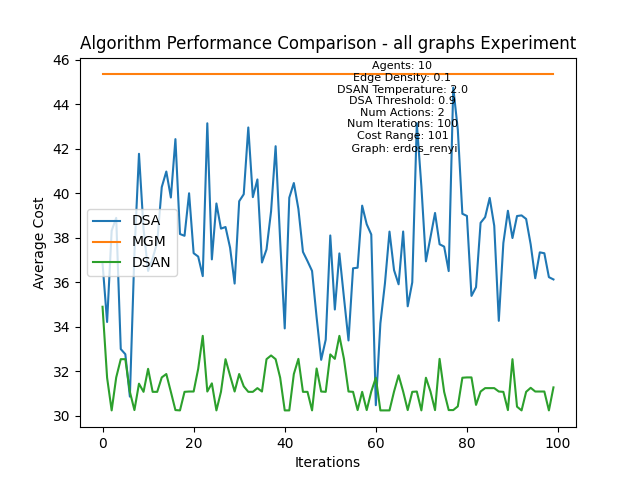 Algorithm Performance Comparison - all graphs Experiment
Agents: 10
Edge Density: 0.1
DSAN Temperature: 2.0
DSA Threshold: 0.9
Num Actions: 2
Num Iterations: 100
Cost Range: 101
Graph: erdos_renyi
Average Cost
46
44
42
40
38
36
34
32
30
DSA
MGM
DSAN
0
20
40
60
80
100
Iterations